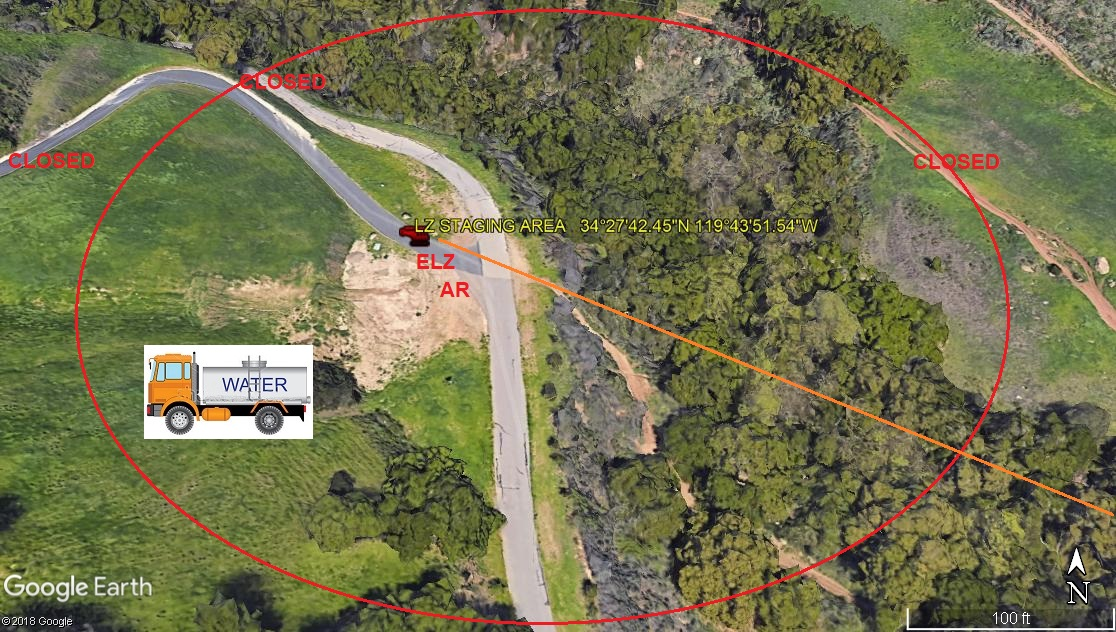 CLOSED
CLOSED
CLOSED
LZ STAGING AREA   34°27'42.45"N 119°43'51.54"W
ELZ
AR
WATER
Google Earth
©2018 Google
N
100 ft